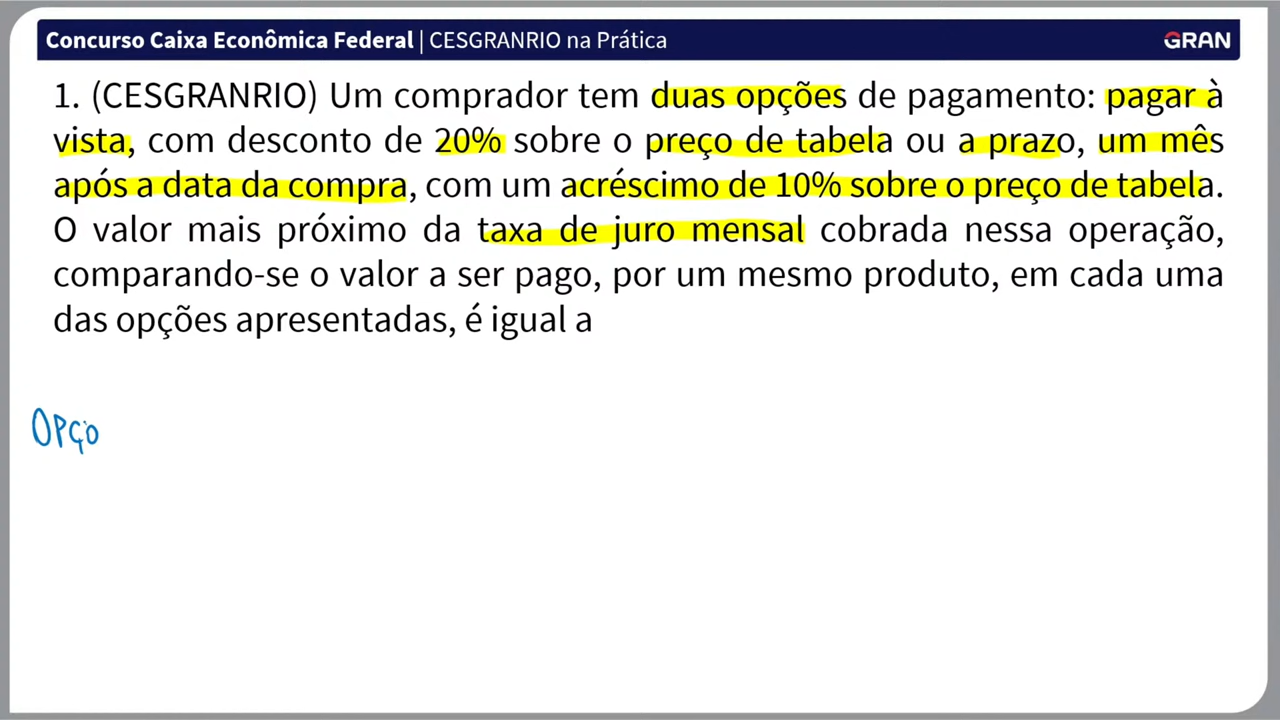 Concurso Caixa Econômica Federal | CESGRANRIO na Prática
GRAN
1. (CESGRANRIO) Um comprador tem duas opções de pagamento: pagar à
vista, com desconto de 20% sobre o preço de tabela ou a prazo, um mês
após a data da compra, com um acréscimo de 10% sobre o preço de tabela.
O valor mais próximo da taxa de juro mensal cobrada nessa operação,
comparando-se o valor a ser pago, por um mesmo produto, em cada uma
das opções apresentadas, é igual a
OPÇO